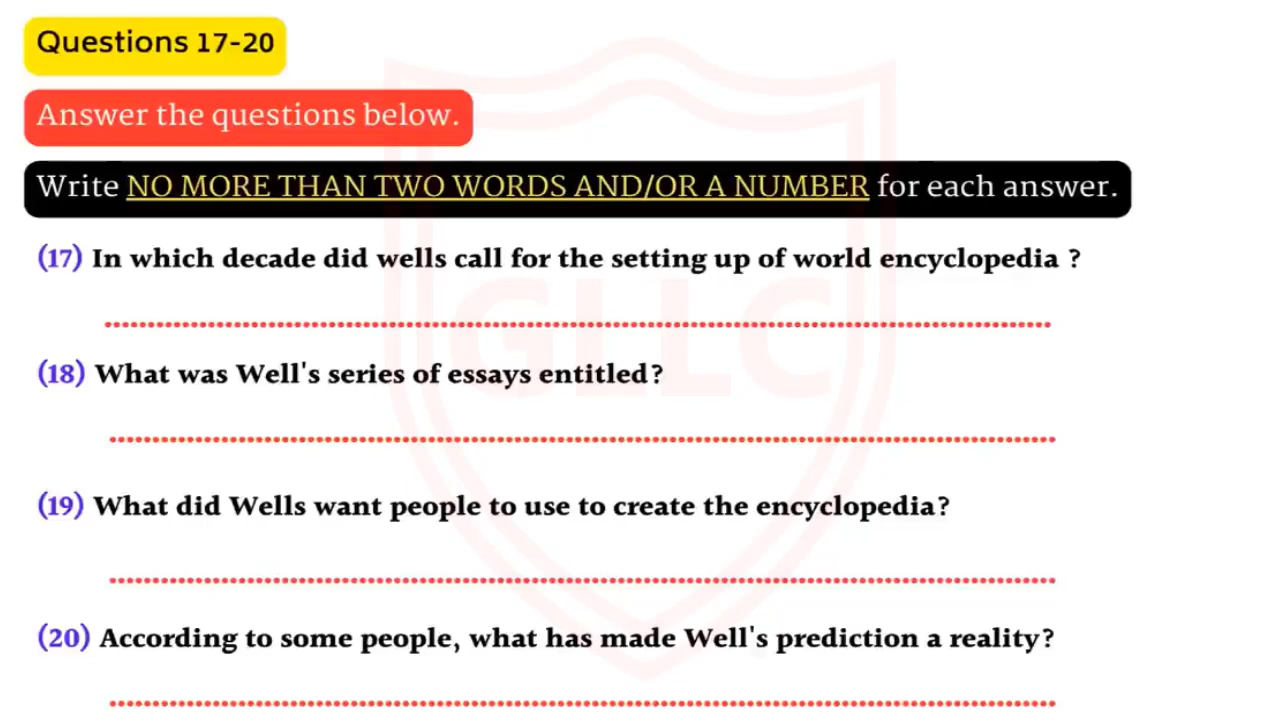 Questions 17-20
Answer the questions below.
Write NO MORE THAN TWO WORDS AND/OR A NUMBER for each answer.
(17) In which decade did wells call for the setting up of world encyclopedia ?
(18) What was Well's series of essays entitled?
GLLC
(19) What did Wells want people to use to create the encyclopedia?
(20) According to some people, what has made Well's prediction a reality?